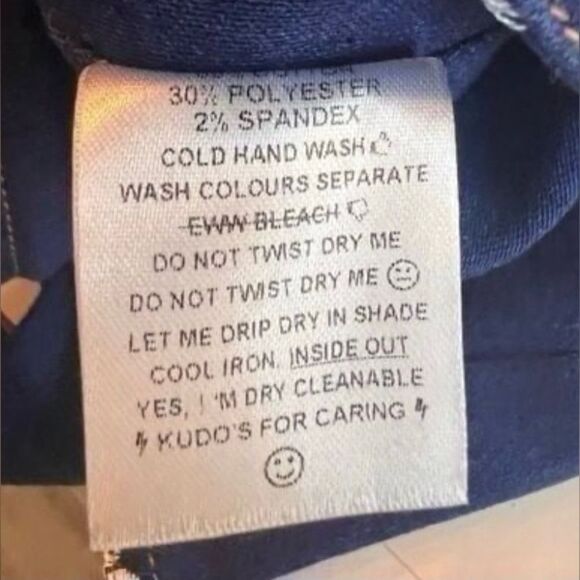 30% POLYESTER
2% SPANDEX
COLD HAND WASH
WASH COLOURS SEPARATE
EWW BLEACH
DO NOT TWIST DRY ME
DO NOT TWIST DRY ME
LET ME DRIP DRY IN SHADE
COOL IRON. INSIDE OUT
YES, I 'M DRY CLEANABLE
KUDO'S FOR CARING